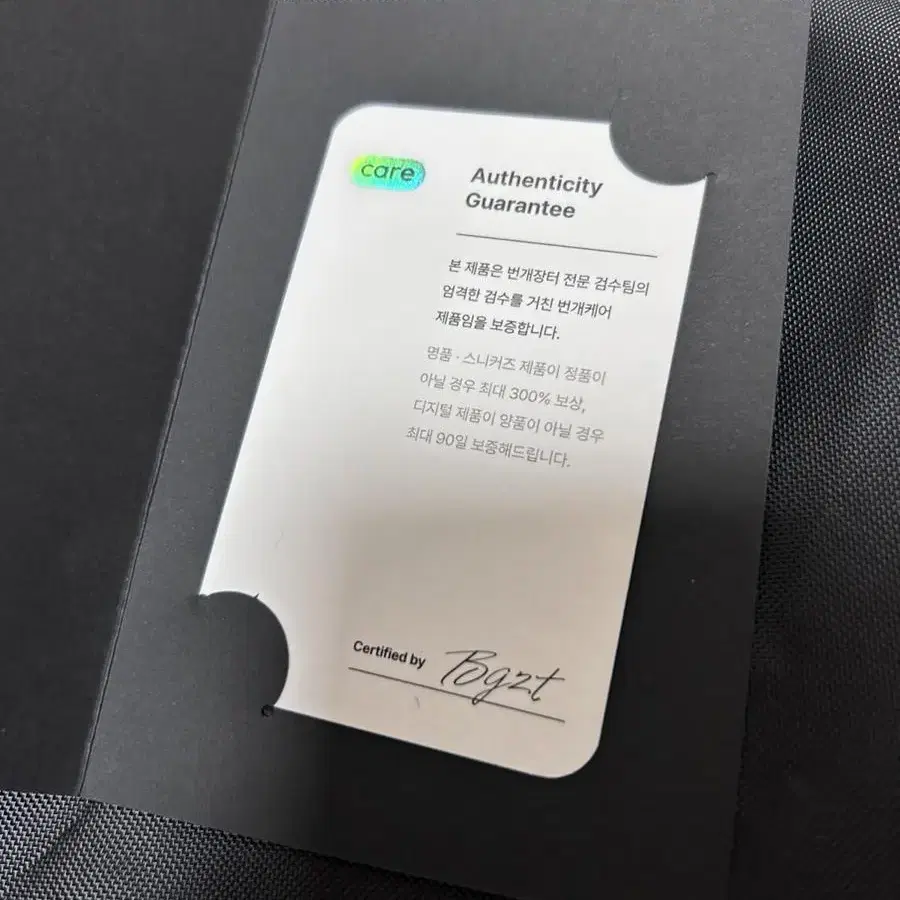 care
Authenticity
Guarantee
본 제품은 번개장터 전문 검수팀의
엄격한 검수를 거친 번개케어
제품임을 보증합니다.
명품 · 스니커즈 제품이 정품이
아닐 경우 최대 300% 보상,
디지털 제품이 양품이 아닐 경우
최대 90일 보증해드립니다.
Certified by Bgzt